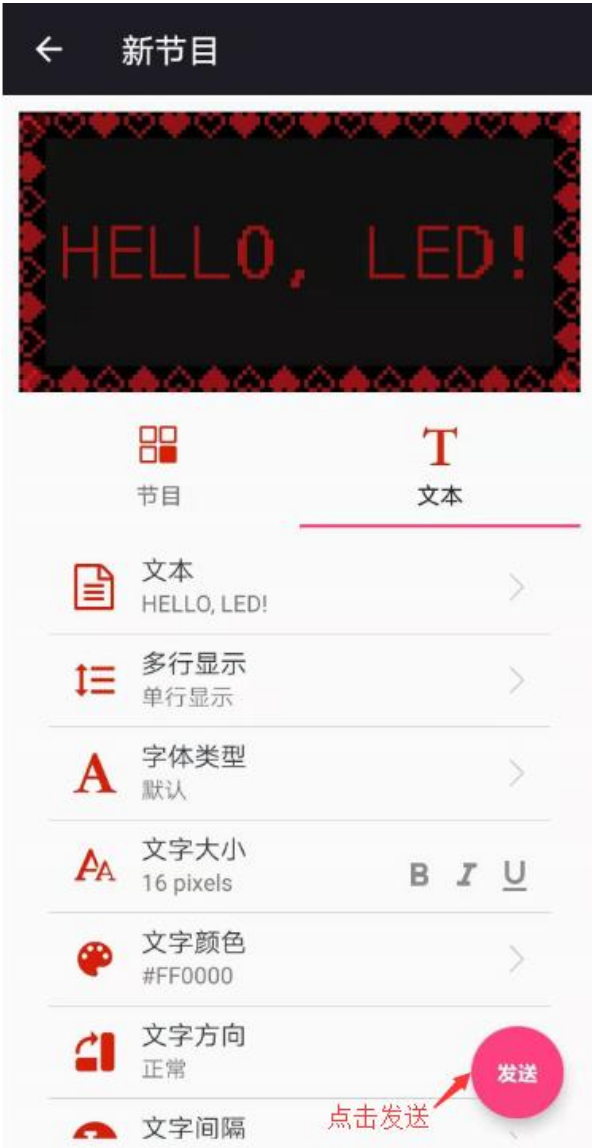 新节目
HELLO, LED!
节目
T
文本
文本
HELLO, LED!
多行显示
单行显示
A
字体类型
默认
AA
文字大小
16 pixels
B I U
文字颜色
#FF0000
文字方向
正常
发送
点击发送
文字间隔